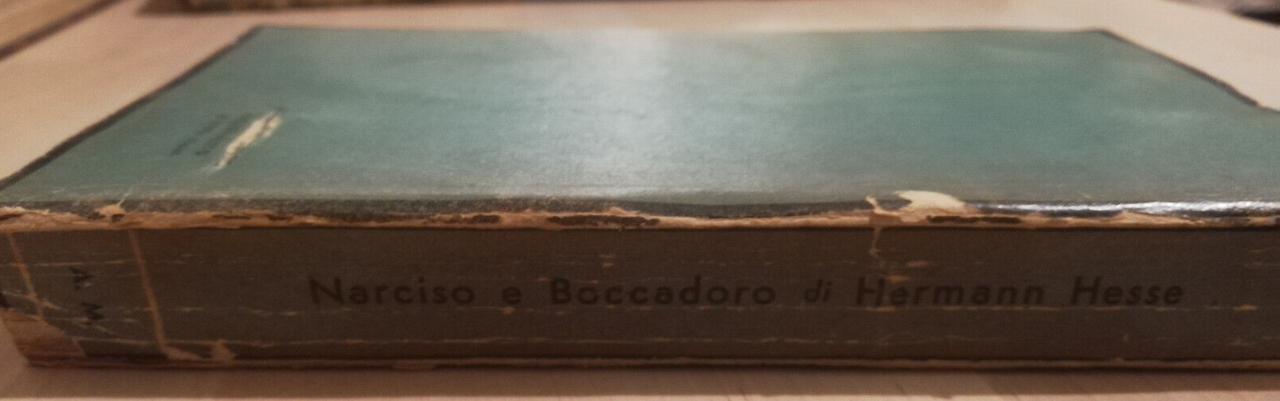 Narciso e Boccadoro di Hermann Hesse
A. M.